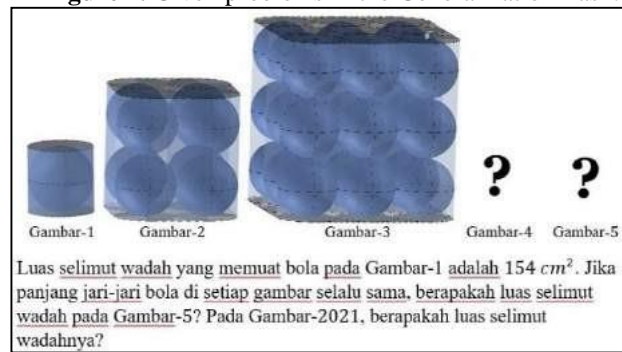 ?
?
Gambar-1
Gambar-2
Gambar-3
Gambar-4
Gambar-5
Luas selimut wadah yang memuat bola pada Gambar-1 adalah 154 cm². Jika
panjang jari-jari bola di setiap gambar selalu sama, berapakah luas selimut
wadah pada Gambar-5? Pada Gambar-2021, berapakah luas selimut
wadahnya?